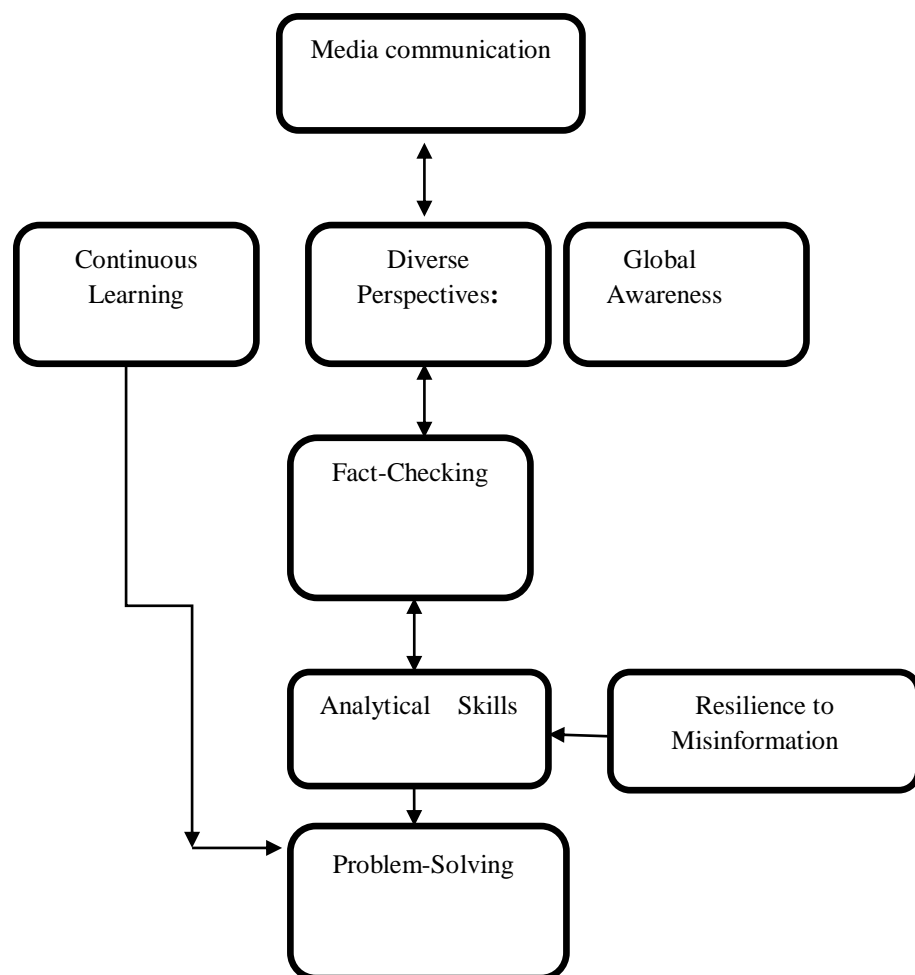 Media communication
Continuous
Learning
Diverse
Perspectives:
Global
Awareness
Fact-Checking
Analytical Skills
Resilience to
Misinformation
Problem-Solving